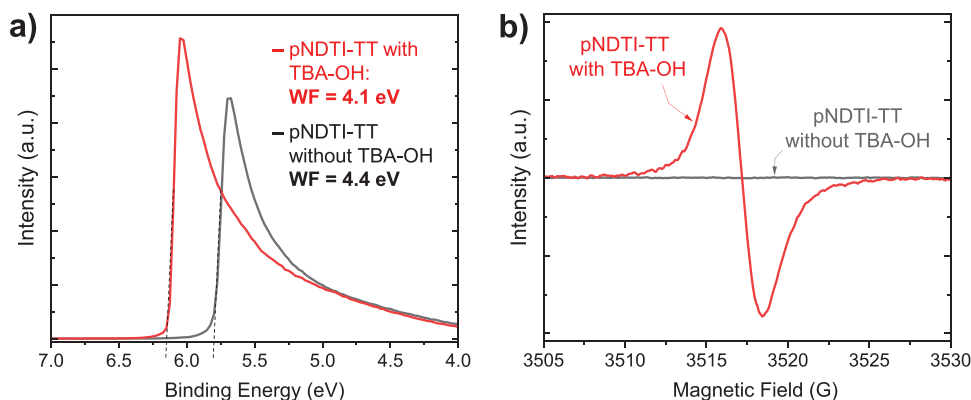 a)
pNDTI-TT with
TBA-OH:
WF = 4.1 eV
pNDTI-TT
without TBA-OH
WF = 4.4 eV
Intensity (a.u.)
7.0 6.5 6.0 5.5 5.0 4.5 4.0
Binding Energy (eV)
b)
pNDTI-TT
with TBA-OH
pNDTI-TT
without TBA-OH
Intensity (a.u.)
3505 3510 3515 3520 3525 3530
Magnetic Field (G)